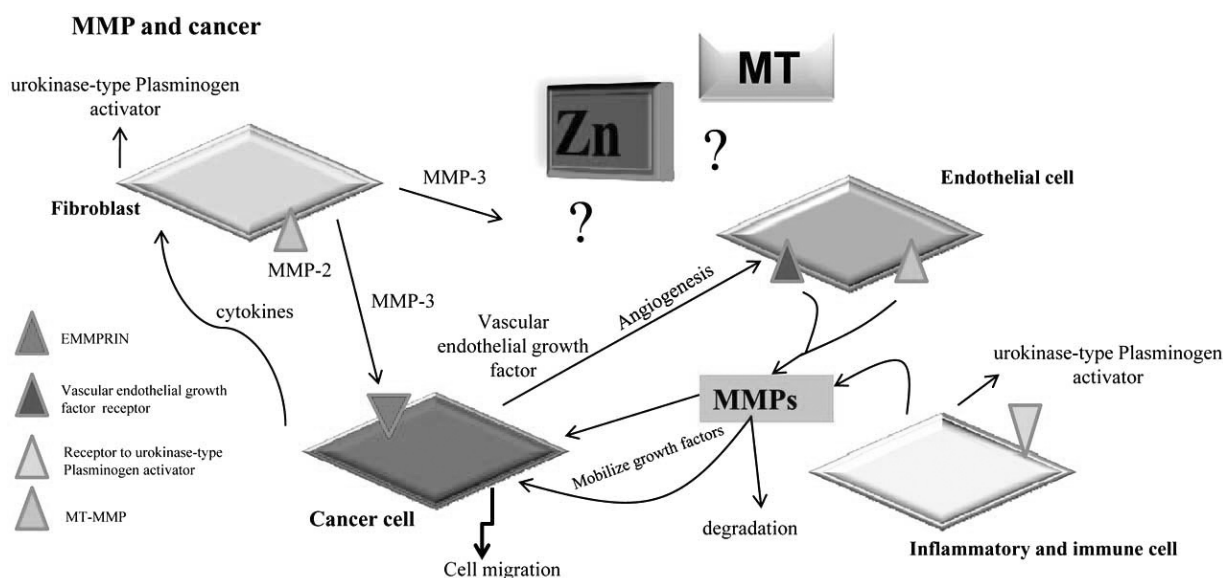 MMP and cancer
urokinase-type Plasminogen
activator
MT
Zn
?
?
MMP-3
Fibroblast
Endothelial cell
MMP-2
MMP-3
cytokines
Angiogenesis
Vascular
endothelial growth
factor
EMMPRIN
Vascular endothelial growth
factor receptor
Receptor to urokinase-type
Plasminogen activator
MT-MMP
urokinase-type Plasminogen
activator
MMPs
Mobilize growth factors
degradation
Cancer cell
Cell migration
Inflammatory and immune cell